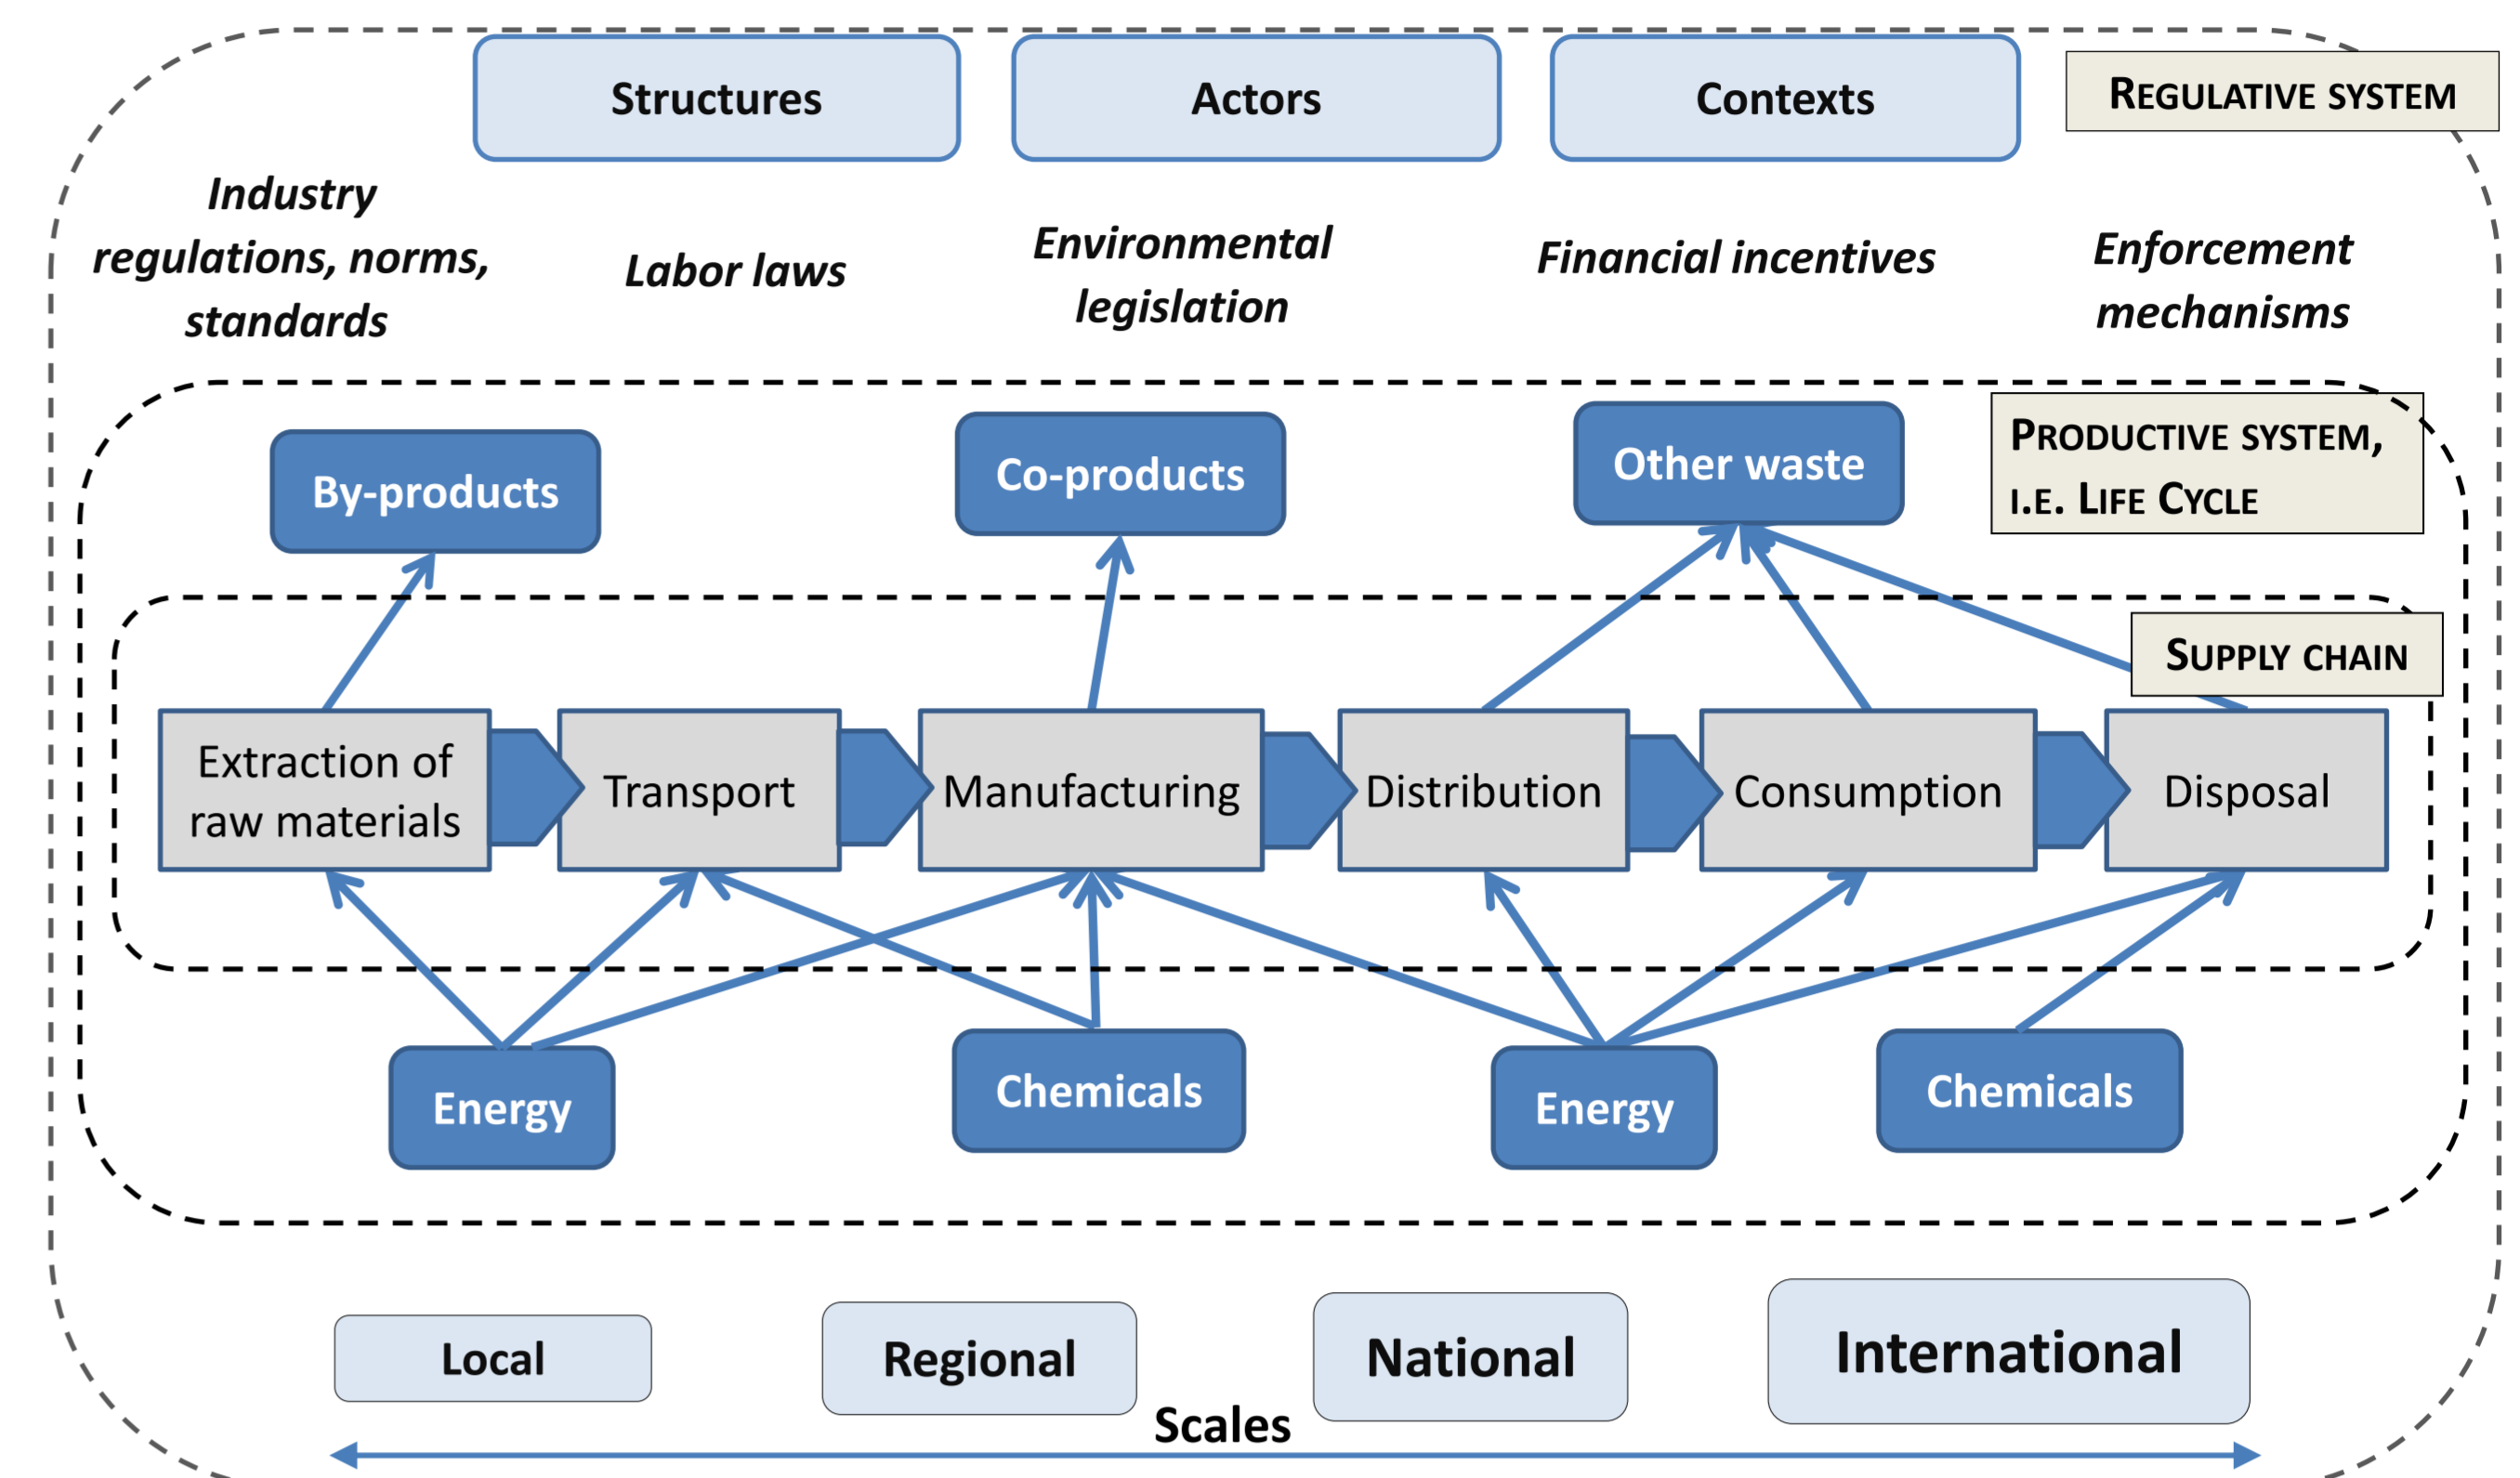 Structures
Actors
Contexts
REGULATIVE SYSTEM
Industry
regulations, norms,
standards
Labor laws
Environmental
legislation
Financial incentives
Enforcement
mechanisms
By-products
Co-products
Other waste
PRODUCTIVE SYSTEM,
I.E. LIFE CYCLE
SUPPLY CHAIN
Extraction of
raw materials
Transport
Manufacturing
Distribution
Consumption
Disposal
Energy
Chemicals
Energy
Chemicals
Local
Regional
National
International
Scales